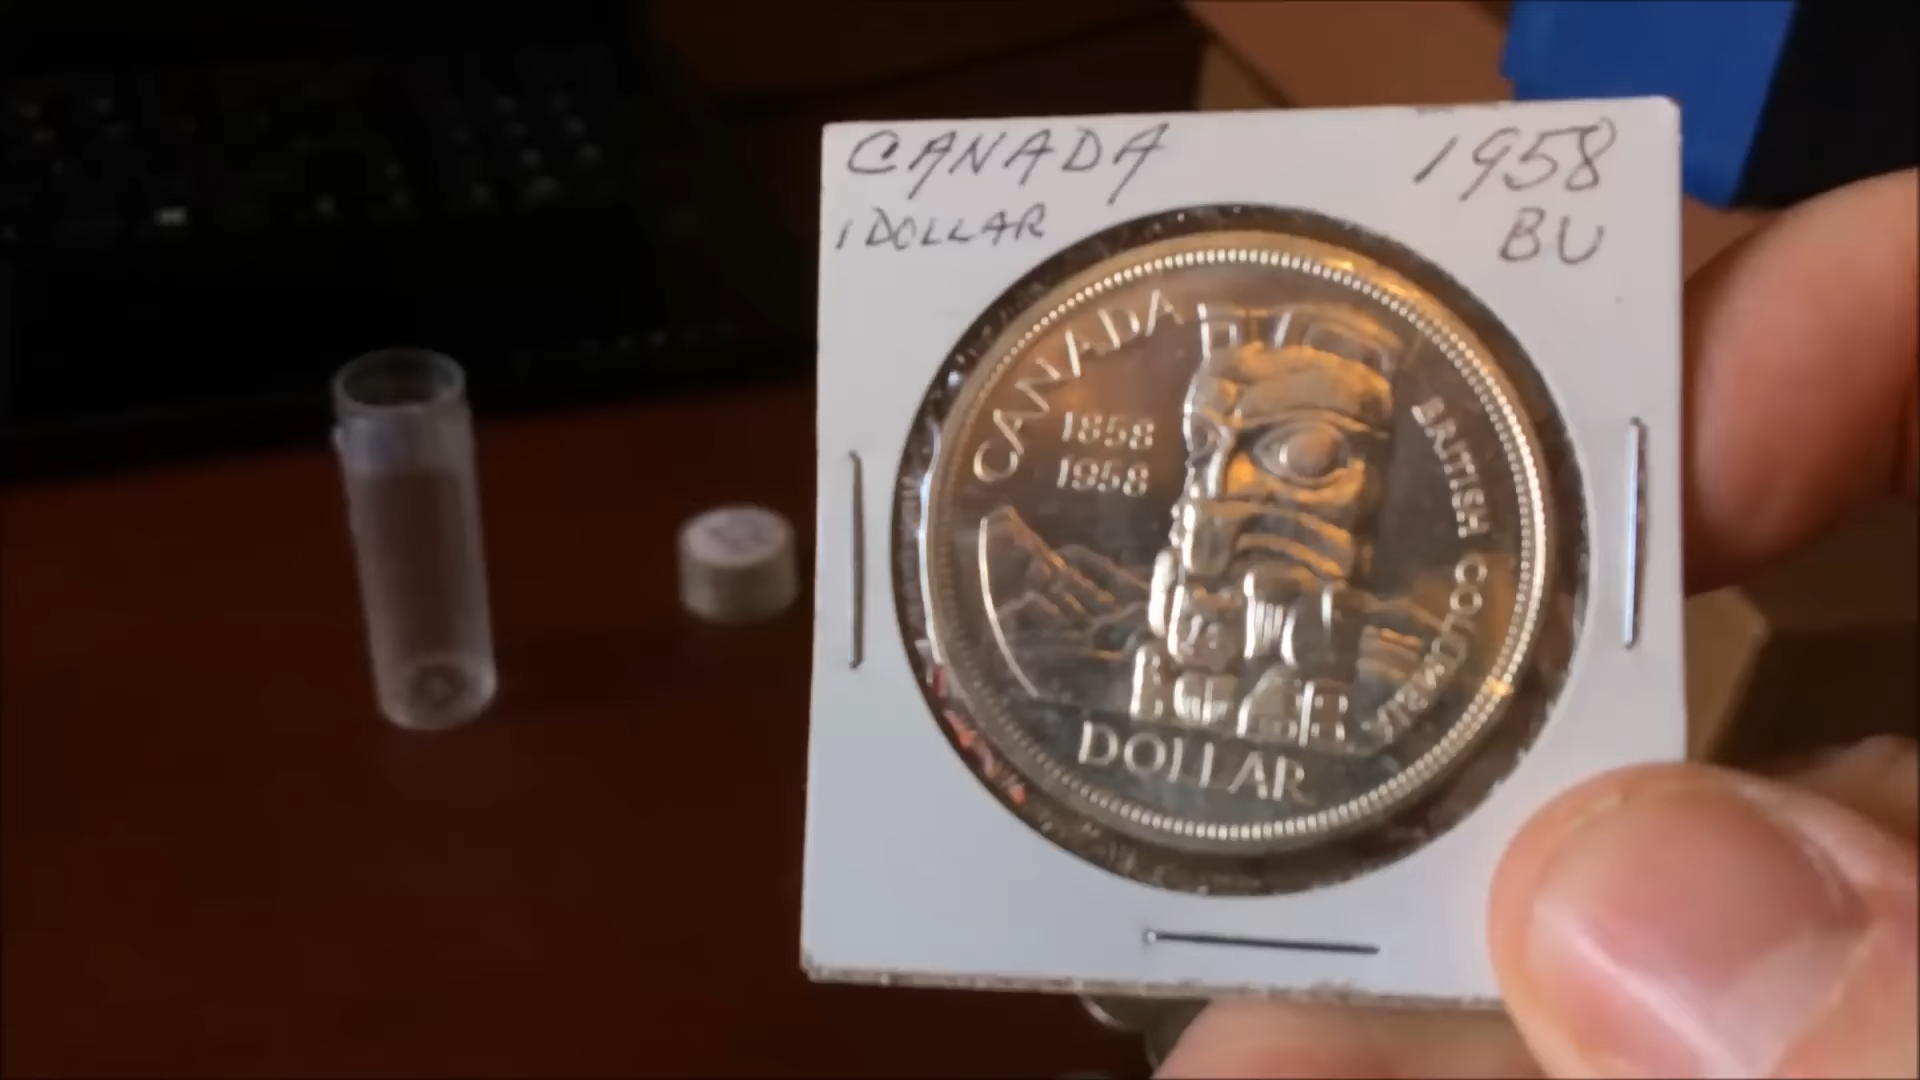 CANADA 1958
1 DOLLAR BU
CANADA
1858
1958
BRITISH COLUMBIA
DOLLAR